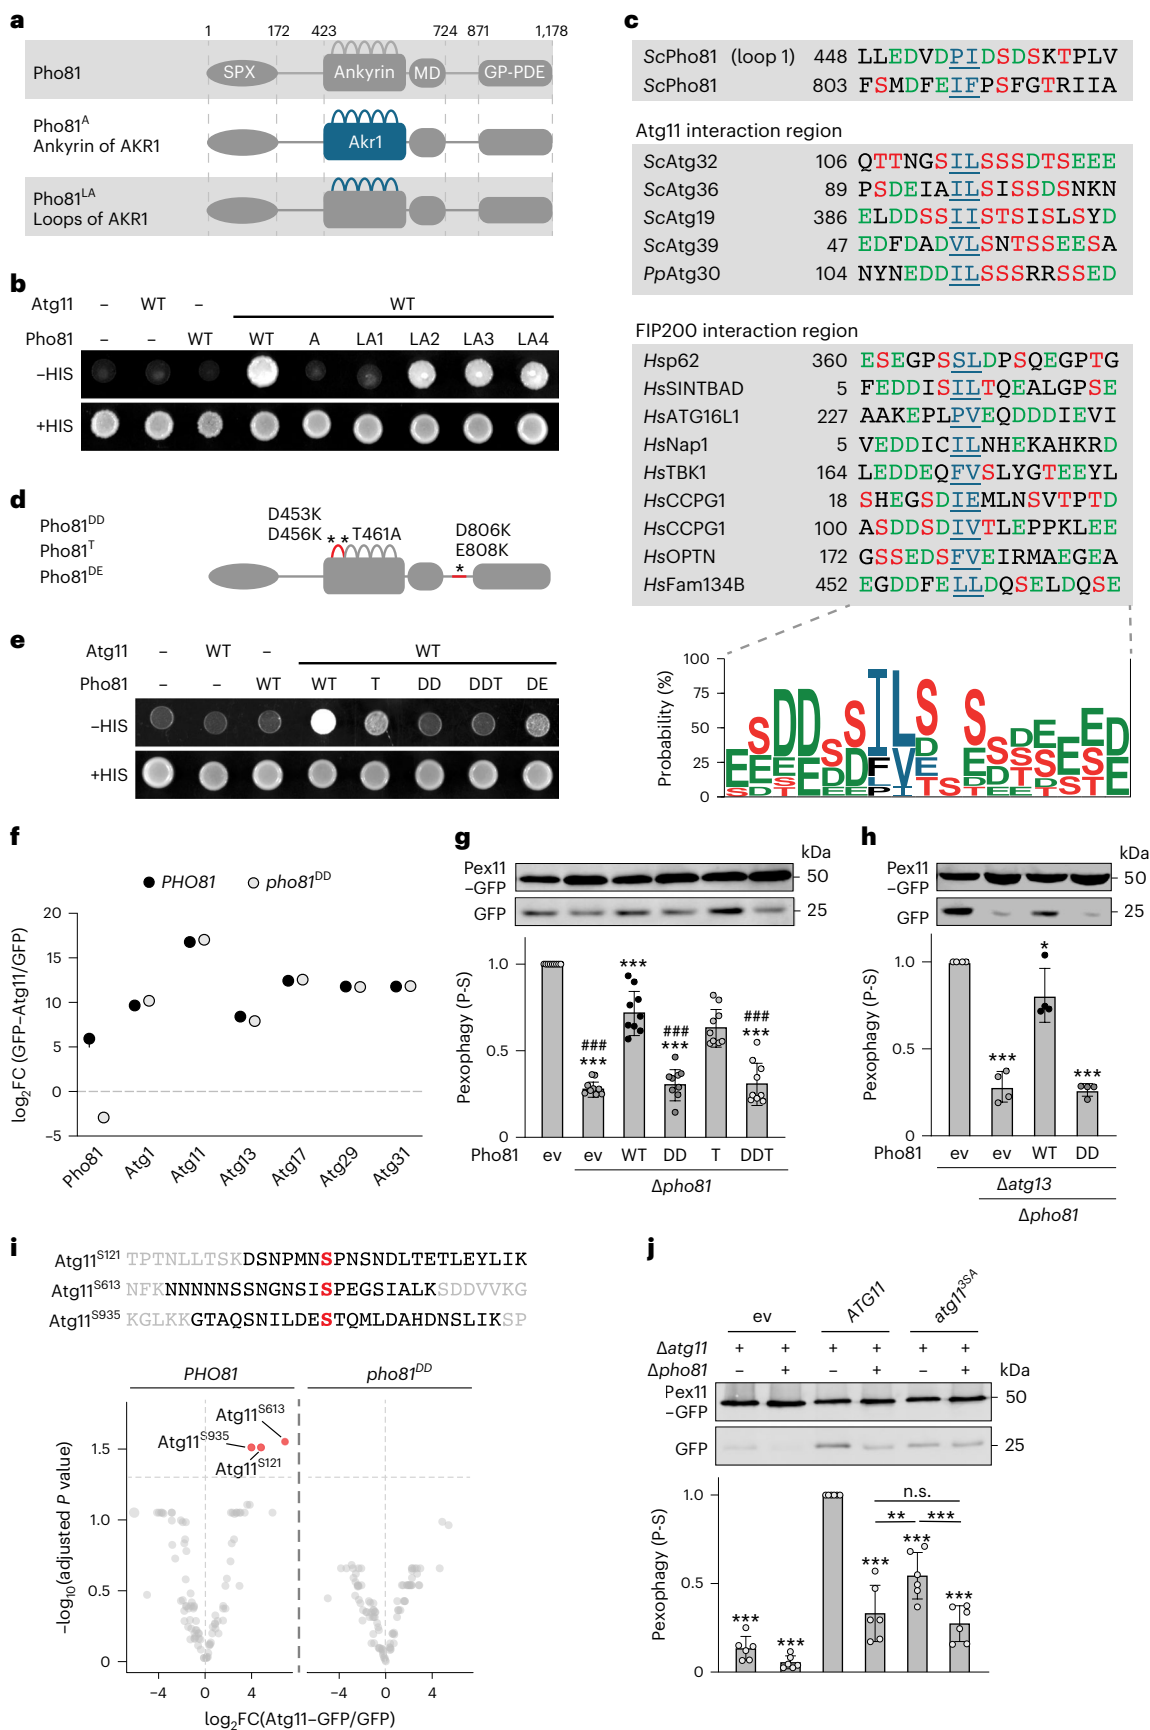 a
1 172 423 724 871 1,178
Pho81 SPX Ankyrin MD GP-PDE
Pho81A
Ankyrin of AKR1
Akr1
Pho81LA
Loops of AKR1
b
Atg11 – WT – WT
Pho81 – – WT WT A LA1 LA2 LA3 LA4
–HIS
+HIS
c
ScPho81 (loop 1) 448 LLEDVDPIDSDSKTPLV
ScPho81 803 FSMDFEIFPSFGTRIIA
Atg11 interaction region
ScAtg32 106 QTTNGSILSSSDTSEEE
ScAtg36 89 PSDEIAILSISSDSNKN
ScAtg19 386 ELDDSSIISTSISLSYD
ScAtg39 47 EDFDADVLSNTSSEESA
PpAtg30 104 NYNEDDILSSSRRSSED
FIP200 interaction region
Hsp62 360 ESEGPSSLDPSQEGPTG
HsSINTBAD 5 FEDDISILTQEALGPSE
HsATG16L1 227 AAKEPLPVEQDDDIEVI
HsNap1 5 VEDDICILNHEKAHKRD
HsTBK1 164 LEDDEQFVSLYGTEEYL
HsCCPG1 18 SHEGSDIEMLNSVTPTD
HsCCPG1 100 ASDDSDIVTLEPPKLEE
HsOPTN 172 GSSEDSFVEIRMAEGEA
HsFam134B 452 EGDDFELLDQSELDQSE
Probability (%)
100
75
50
25
0
d
Pho81DD
Pho81T
Pho81DE
D453K
D456K
* *
T461A
D806K
E808K
*
e
Atg11 – WT – WT
Pho81 – – WT WT T DD DDT DE
–HIS
+HIS
f
PHO81 pho81DD
log2FC (GFP–Atg11/GFP)
20
15
10
5
0
–5
Pho81 Atg1 Atg11 Atg13 Atg17 Atg29 Atg31
g
kDa
Pex11
–GFP
50
GFP
25
Pexophagy (P-S)
1.0
0.5
0
###
***
***
###
***
###
***
Pho81 ev ev WT DD T DDT
Δpho81
h
kDa
Pex11
–GFP
50
GFP
25
Pexophagy (P-S)
1.0
0.5
0
***
*
***
Pho81 ev ev WT DD
Δatg13
Δpho81
i
Atg11S121 TPTNLLTSKDSNPMNSPNSNDLTETLEYLIK
Atg11S613 NFKNNNNNSSNGNSISPEGSIALKSDDVVKG
Atg11S935 KGLKKGTAQSNILDESTQMLDAHDNSLIKSP
PHO81 pho81DD
Atg11S613
Atg11S935
Atg11S121
–log10(adjusted P value)
1.5
1.0
0.5
0
–4 0 4 –4 0 4
log2FC(Atg11–GFP/GFP)
j
ev ATG11 atg113SA
Δatg11 + + + + + +
Δpho81 – + – + – +
kDa
Pex11
–GFP
50
GFP
25
Pexophagy (P-S)
1.0
0.5
0
n.s.
** ***
***
***
***
***
***